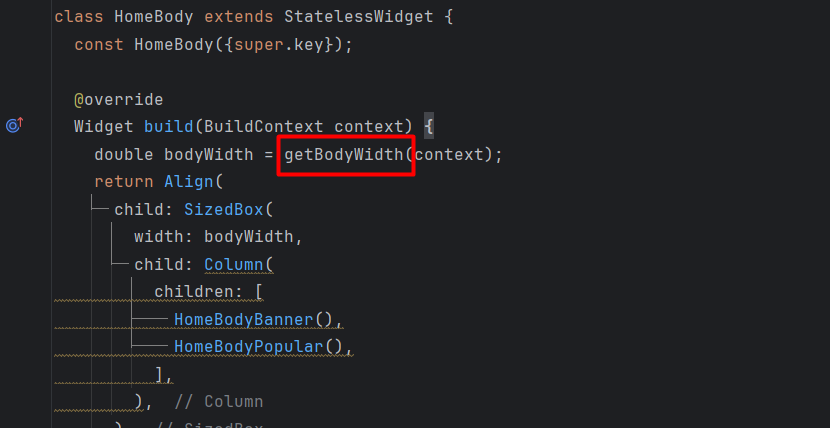 class HomeBody extends StatelessWidget {
  const HomeBody({super.key});

  @override
  Widget build(BuildContext context) {
    double bodyWidth = getBodyWidth(context);
    return Align(
      child: SizedBox(
        width: bodyWidth,
        child: Column(
          children: [
            HomeBodyBanner(),
            HomeBodyPopular(),
          ],
        ),  // Column
      ),  // SizedBox